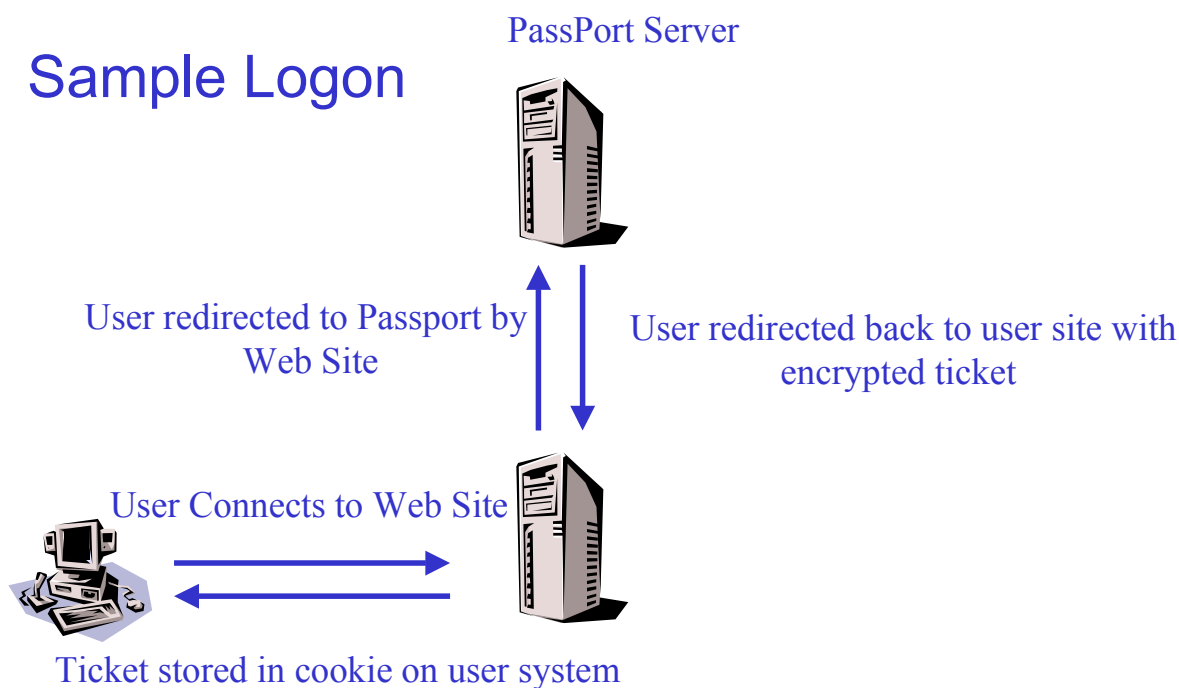 PassPort Server
Sample Logon
User redirected to Passport by
Web Site
User redirected back to user site with
encrypted ticket
User Connects to Web Site
Ticket stored in cookie on user system